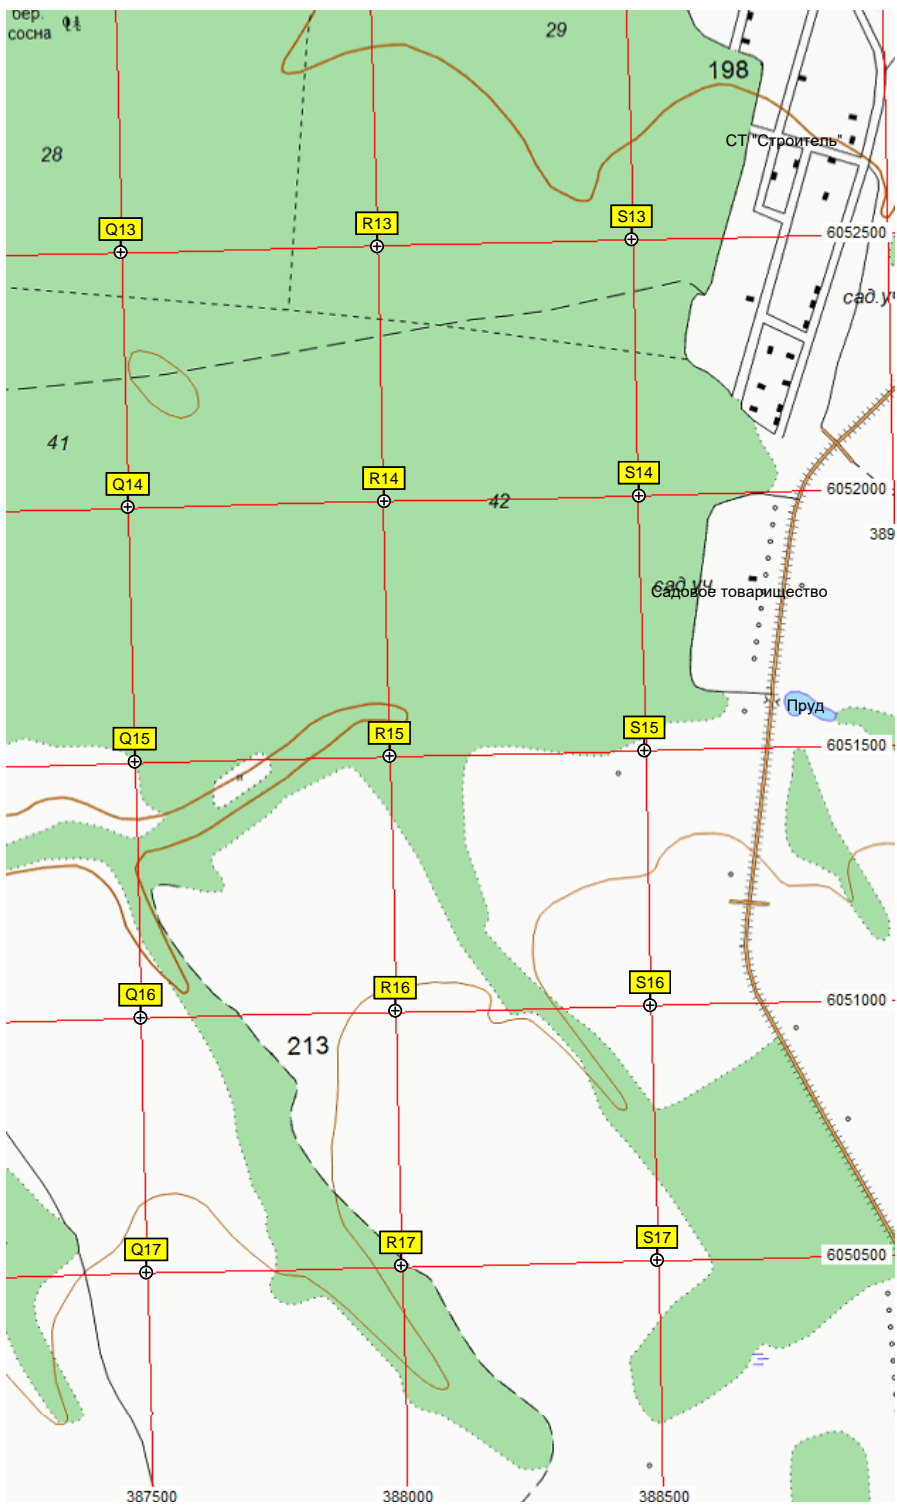 бер.
сосна
29
198
СТ "Строитель"
28
Q13
R13
S13
6052500
сад.уч
41
Q14
R14
S14
42
6052000
389
сад.уч
Садовое товарищество
Пруд
Q15
R15
S15
6051500
Q16
R16
S16
6051000
213
Q17
R17
S17
6050500
387500
388000
388500